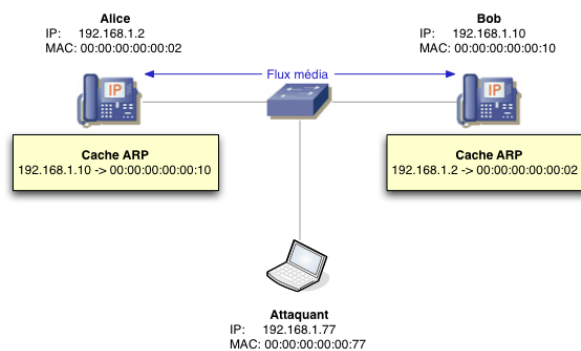 Alice
IP: 192.168.1.2
MAC: 00:00:00:00:00:02
Bob
IP: 192.168.1.10
MAC: 00:00:00:00:00:10
Flux média
IP
IP
Cache ARP
192.168.1.10 -> 00:00:00:00:00:10
Cache ARP
192.168.1.2 -> 00:00:00:00:00:02
Attaquant
IP: 192.168.1.77
MAC: 00:00:00:00:00:77